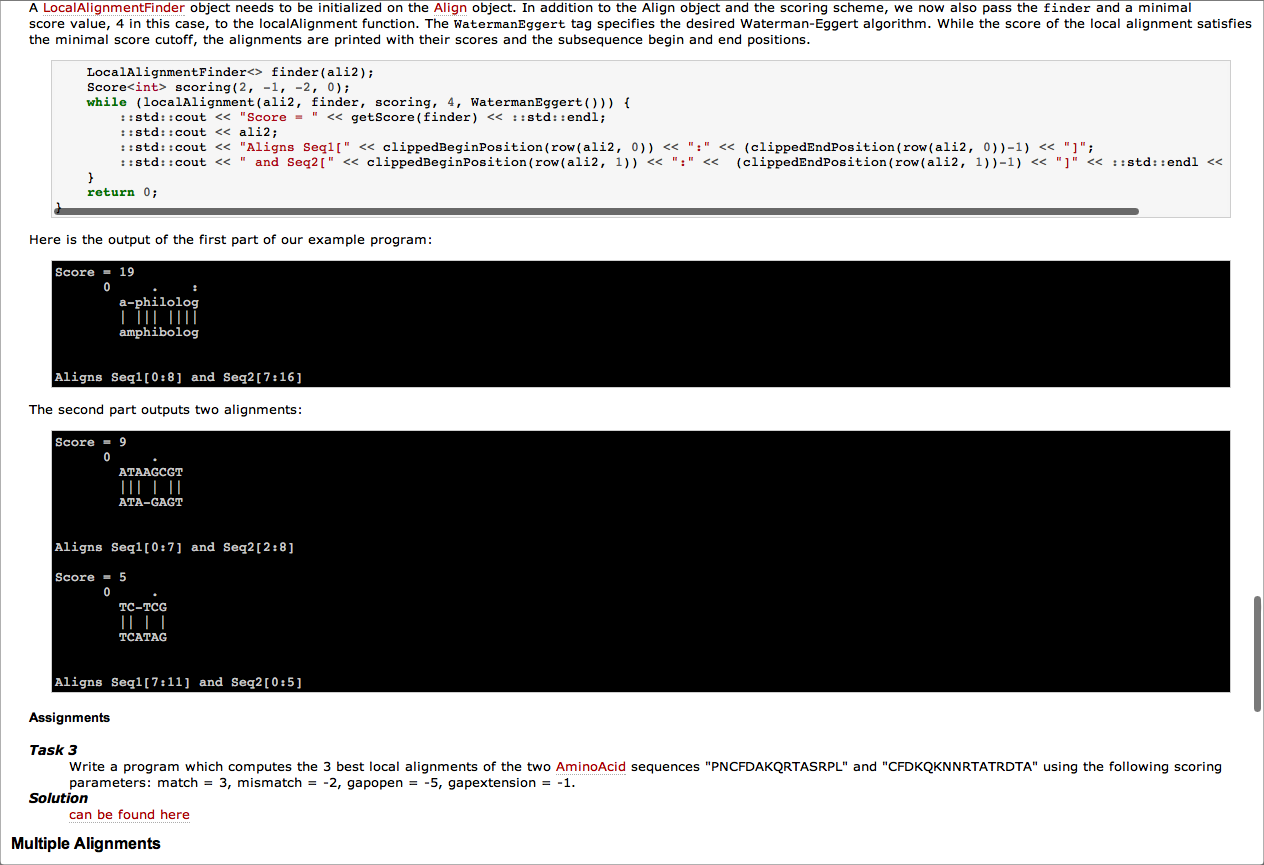 A LocalAlignmentFinder object needs to be initialized on the Align object. In addition to the Align object and the scoring scheme, we now also pass the finder and a minimal
score value, 4 in this case, to the localAlignment function. The WatermanEggert tag specifies the desired Waterman-Eggert algorithm. While the score of the local alignment satisfies
the minimal score cutoff, the alignments are printed with their scores and the subsequence begin and end positions.
LocalAlignmentFinder<> finder(ali2);
Score<int> scoring(2, -1, -2, 0);
while (localAlignment(ali2, finder, scoring, 4, WatermanEggert())) {
::std::cout << "Score = " << getScore(finder) << ::std::endl;
::std::cout << ali2;
::std::cout << "Aligns Seq1[" << clippedBeginPosition(row(ali2, 0)) << ":" << (clippedEndPosition(row(ali2, 0))-1) << "]";
::std::cout << " and Seq2[" << clippedBeginPosition(row(ali2, 1)) << ":" <<  (clippedEndPosition(row(ali2, 1))-1) << "]" << ::std::endl <<
}
return 0;
}
Here is the output of the first part of our example program:
Score = 19
0     .    :
a-philolog
| ||| ||||
amphibolog
Aligns Seq1[0:8] and Seq2[7:16]
The second part outputs two alignments:
Score = 9
0     .
ATAAGCGT
||| | ||
ATA-GAGT
Aligns Seq1[0:7] and Seq2[2:8]
Score = 5
0     .
TC-TCG
|| | |
TCATAG
Aligns Seq1[7:11] and Seq2[0:5]
Assignments
Task 3
Write a program which computes the 3 best local alignments of the two AminoAcid sequences "PNCFDAKQRTASRPL" and "CFDKQKNNRTATRDTA" using the following scoring
parameters: match = 3, mismatch = -2, gapopen = -5, gapextension = -1.
Solution
can be found here
Multiple Alignments